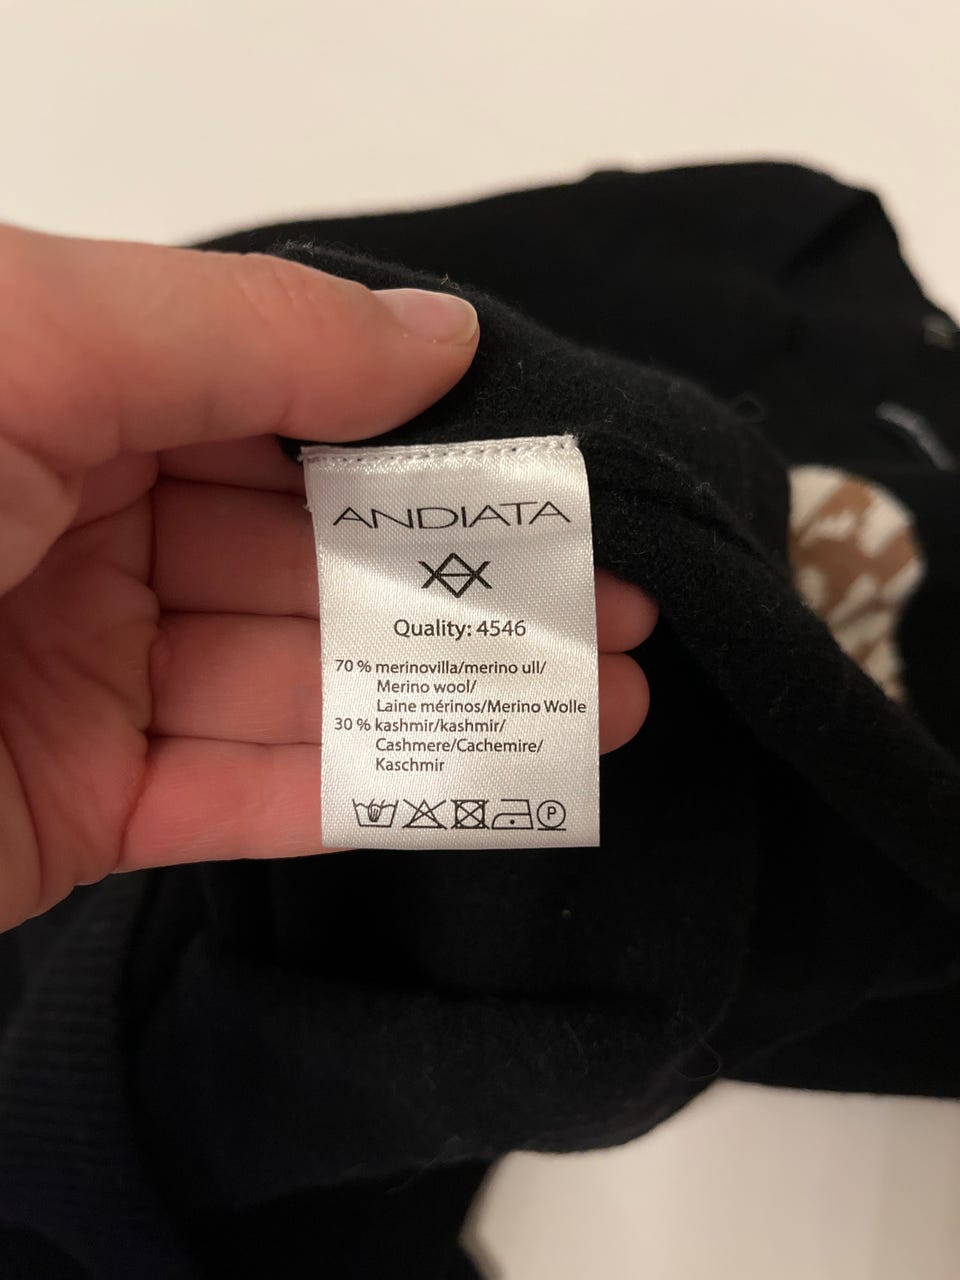 ANDIATA
Quality: 4546
70 % merinovilla/merino ull/
Merino wool/
Laine mérinos/Merino Wolle
30 % kashmir/kashmir/
Cashmere/Cachemire/
Kaschmir
P